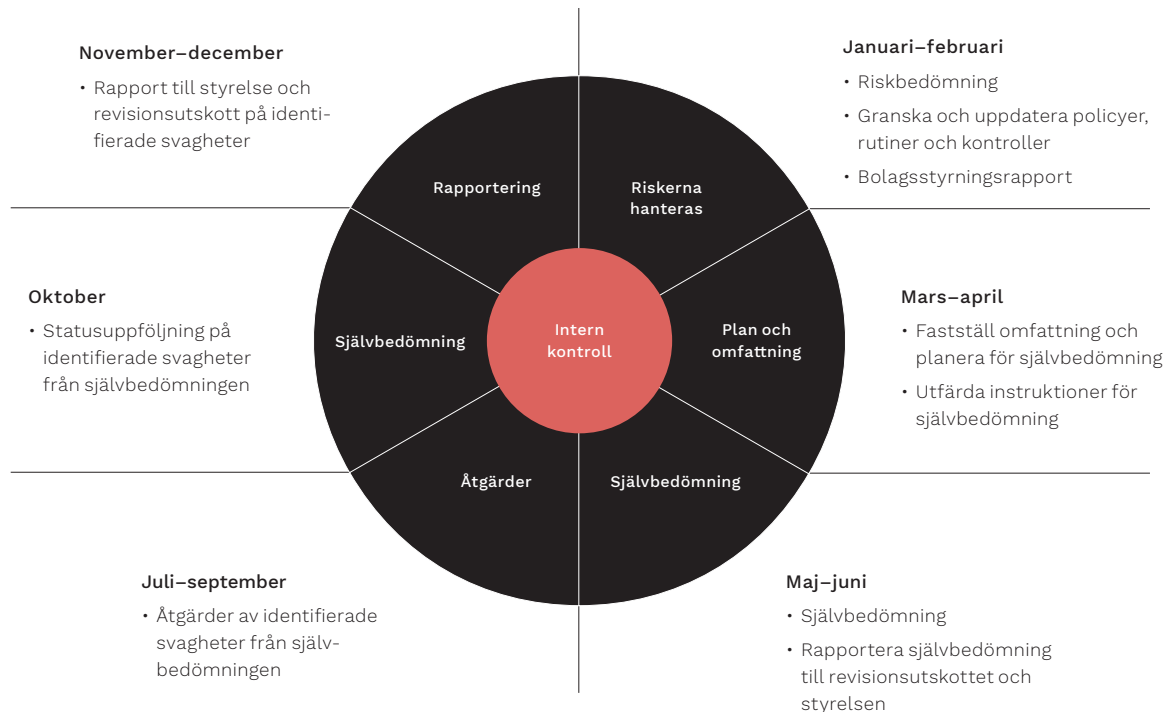 November–december
• Rapport till styrelse och
revisionsutskott på identi-
fierade svagheter
Januari–februari
• Riskbedömning
• Granska och uppdatera policyer,
rutiner och kontroller
• Bolagsstyrningsrapport
Rapportering
Riskerna
hanteras
Oktober
• Statusuppföljning på
identifierade svagheter
från självbedömningen
Självbedömning
Intern
kontroll
Plan och
omfattning
Mars–april
• Fastställ omfattning och
planera för självbedömning
• Utfärda instruktioner för
självbedömning
Åtgärder
Självbedömning
Juli–september
• Åtgärder av identifierade
svagheter från själv-
bedömningen
Maj–juni
• Självbedömning
• Rapportera självbedömning
till revisionsutskottet och
styrelsen